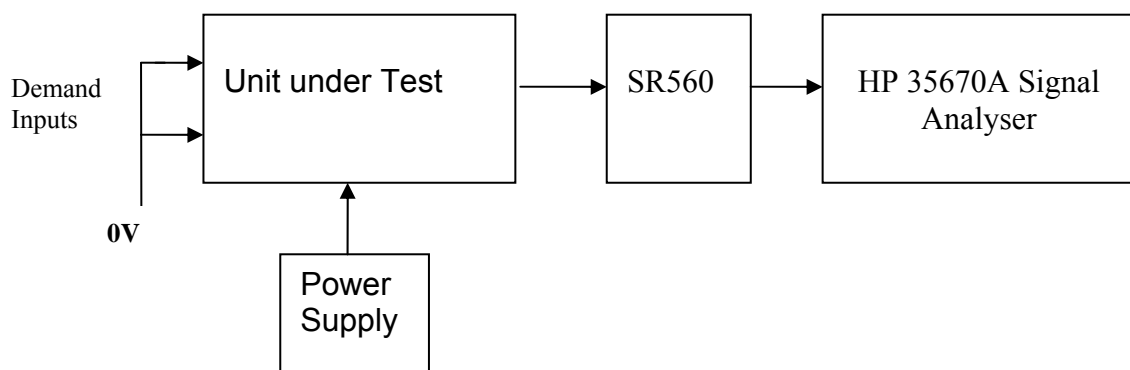 Demand
Inputs
0V
Unit under Test
Power
Supply
SR560
HP 35670A Signal
Analyser